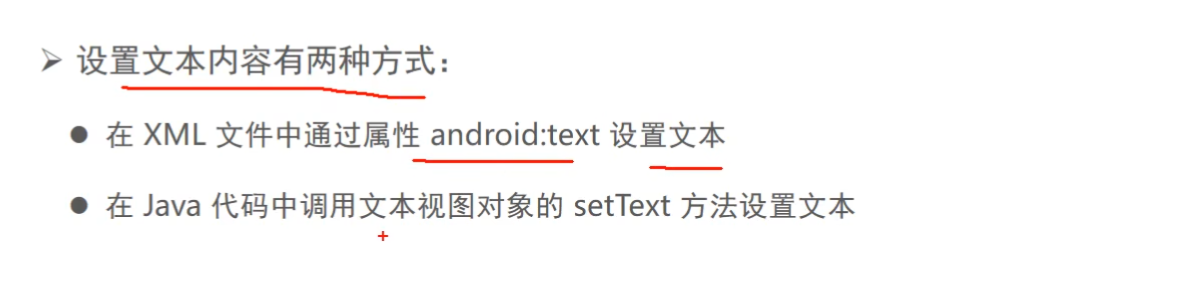 ➢ 设置文本内容有两种方式：
● 在 XML 文件中通过属性 android:text 设置文本
● 在 Java 代码中调用文本视图对象的 setText 方法设置文本